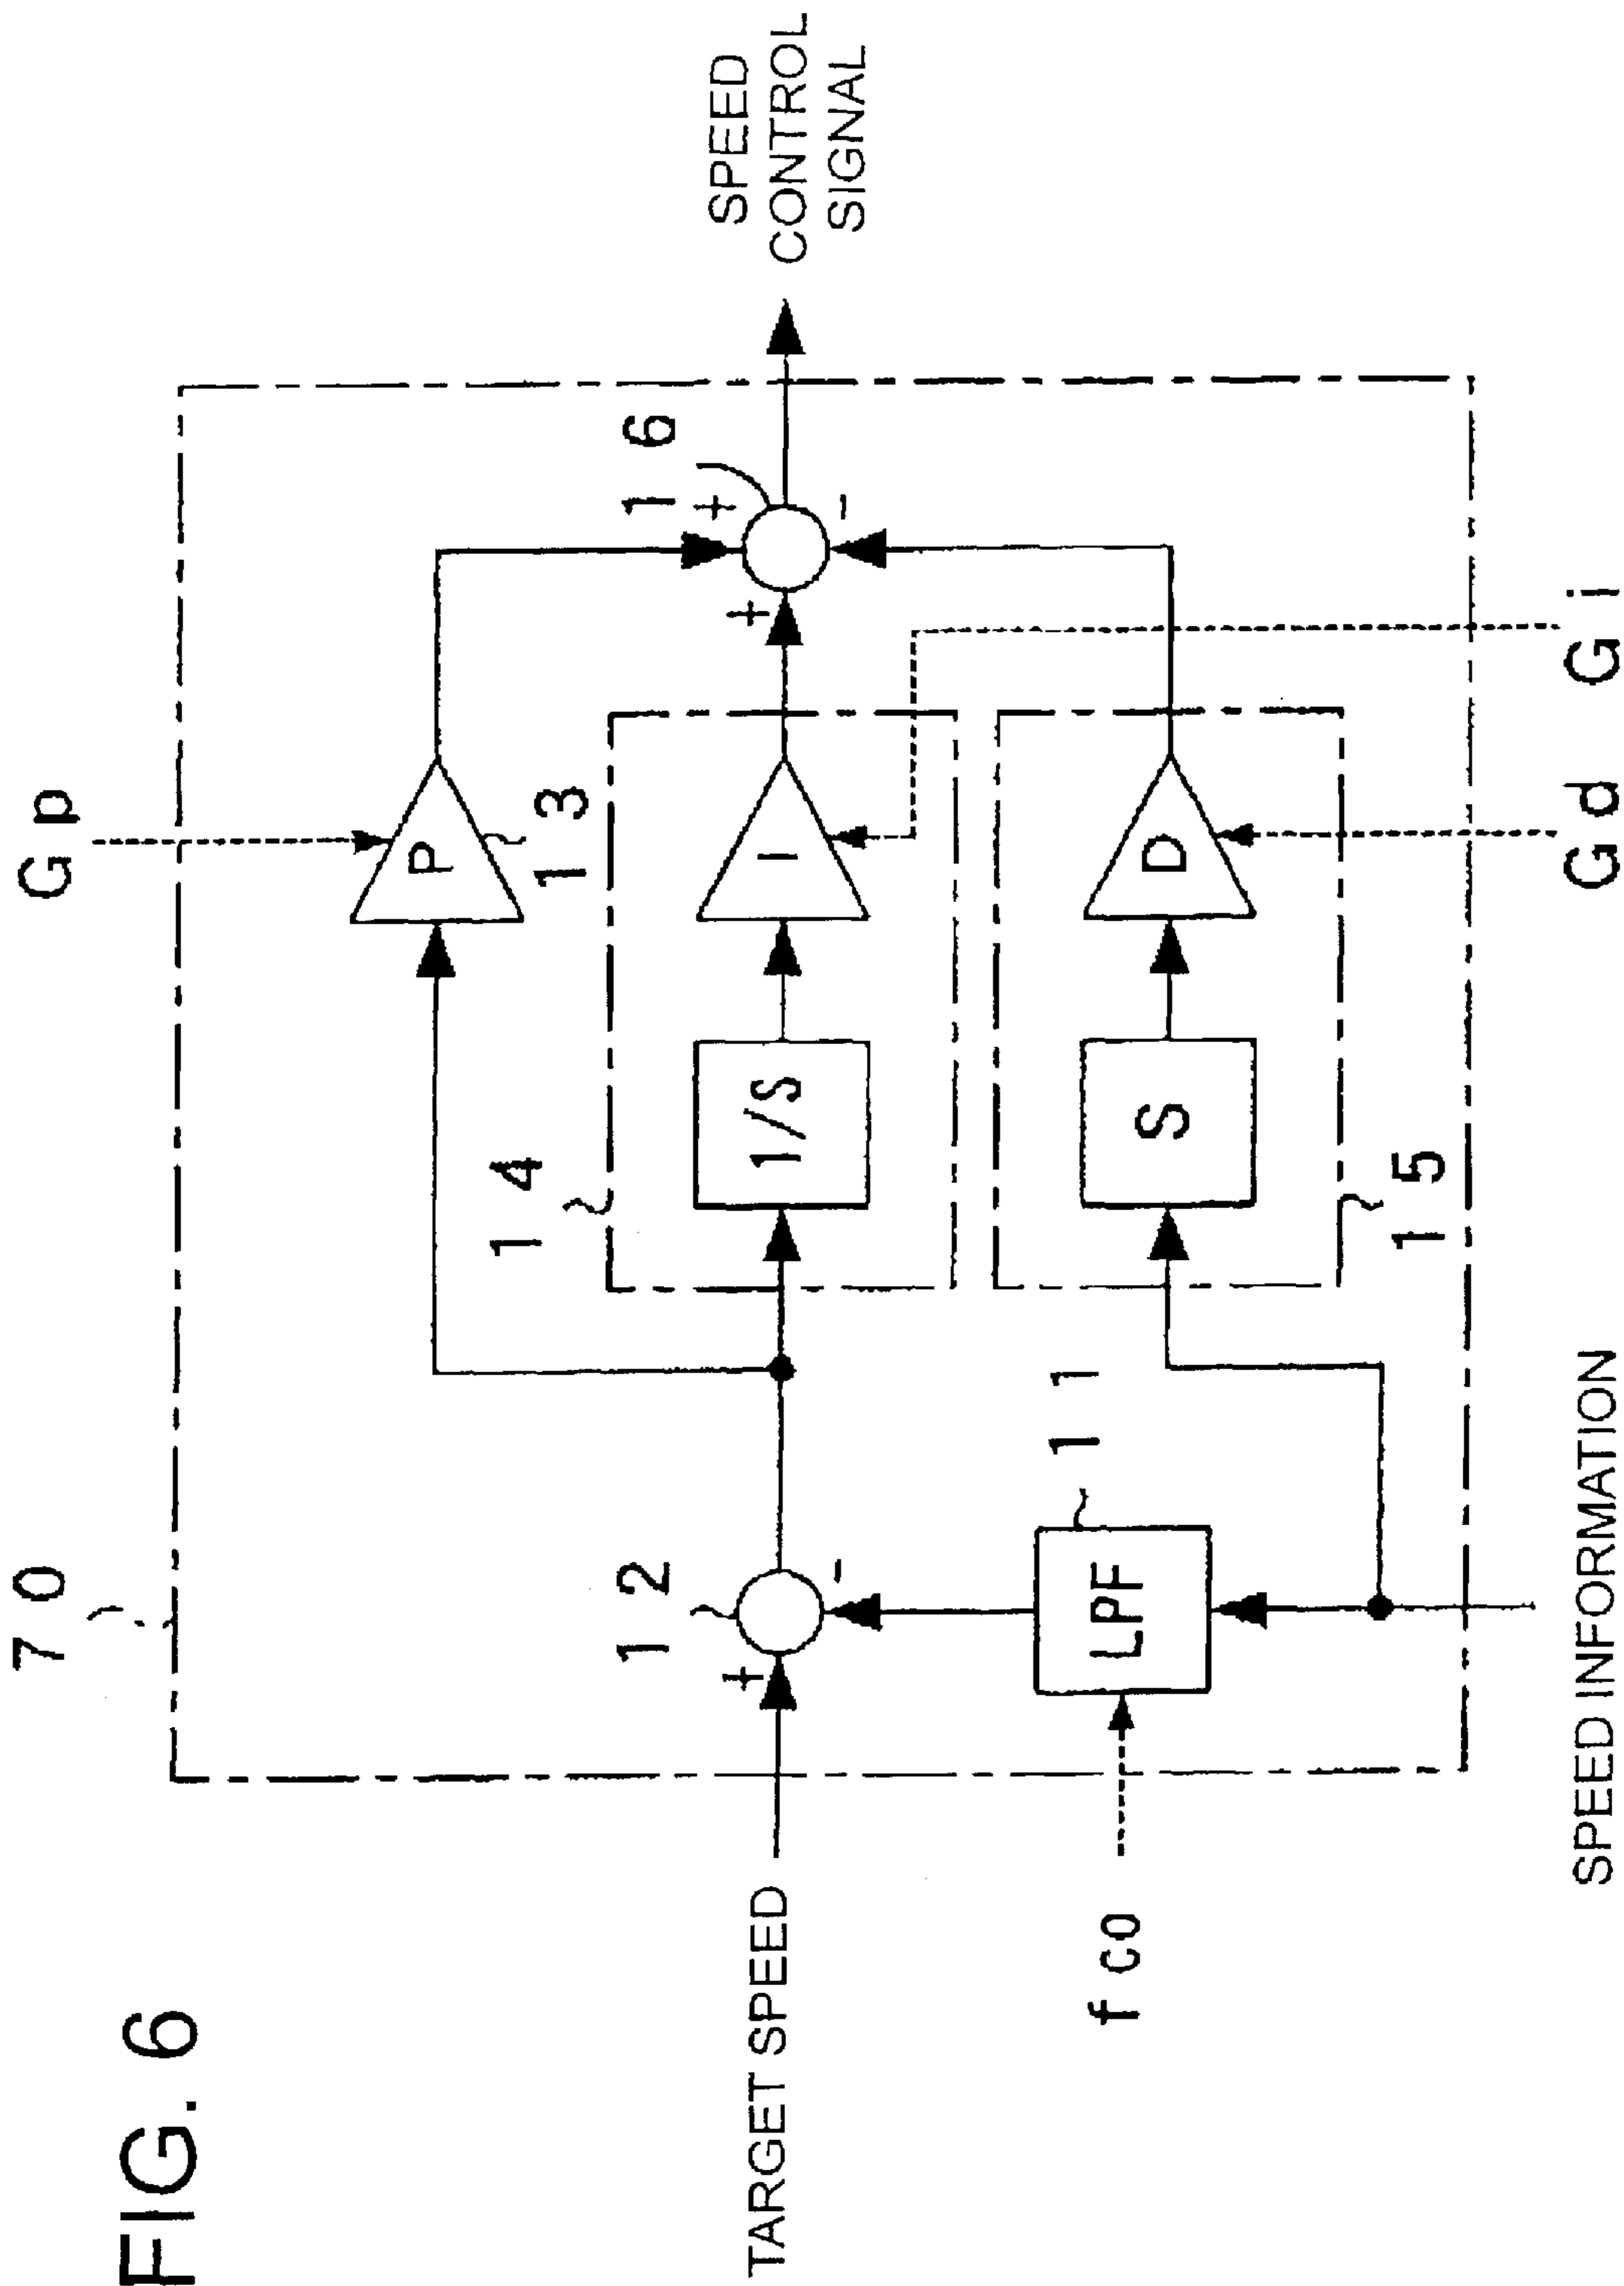 FIG. 6
70
Gp
P
13
16
+
+
-
SPEED
CONTROL
SIGNAL
14
1/S
I
12
+
-
TARGET SPEED
LPF
11
f co
S
D
15
Gd
Gi
SPEED INFORMATION